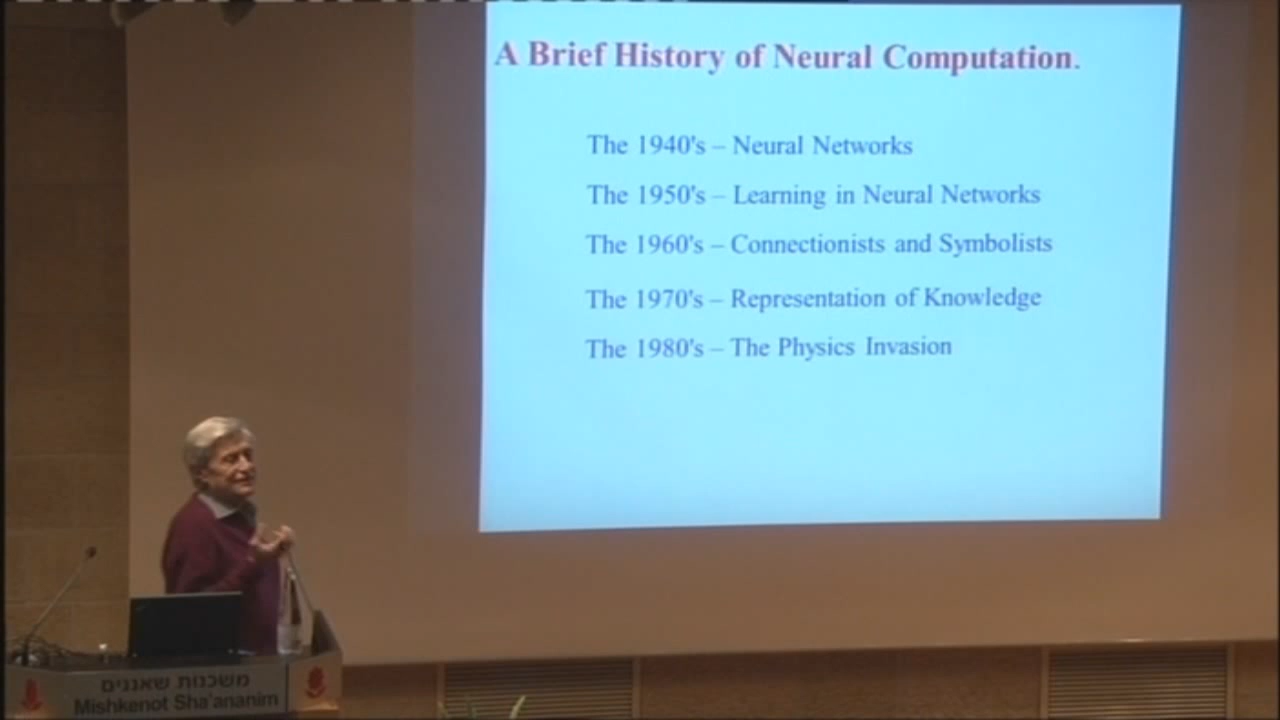 A Brief History of Neural Computation.
The 1940's – Neural Networks
The 1950's – Learning in Neural Networks
The 1960's – Connectionists and Symbolists
The 1970's – Representation of Knowledge
The 1980's – The Physics Invasion
משכנות שאננים
Mishkenot Sha'ananim